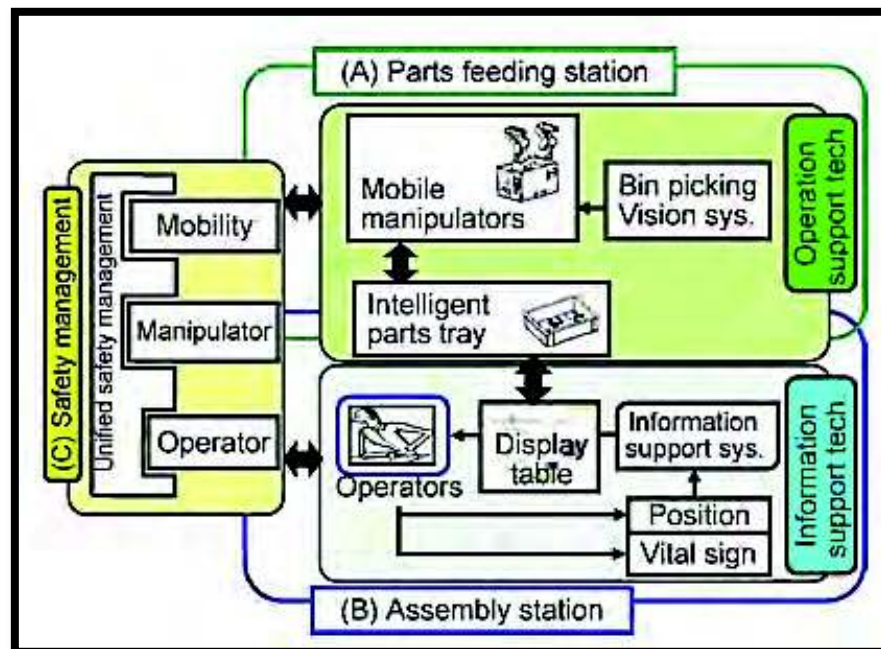 (A) Parts feeding station
Mobile
manipulators
Bin picking
Vision sys.
Operation
support tech
Intelligent
parts tray
(C) Safety management
Unified safety management
Mobility
Manipulator
Operator
Operators
Display
table
Information
support sys.
Position
Vital sign
Information
support tech
(B) Assembly station